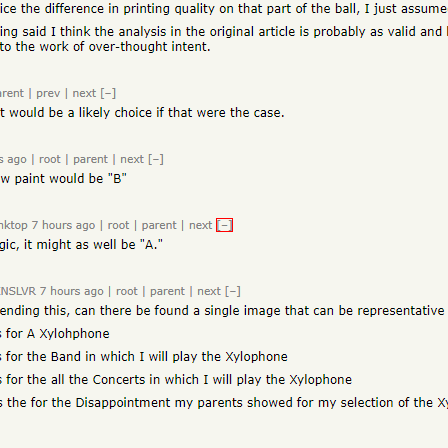 ice the difference in printing quality on that part of the ball, I just assume
ing said I think the analysis in the original article is probably as valid and
to the work of over-thought intent.
arent | prev | next [–]
t would be a likely choice if that were the case.
s ago | root | parent | next [–]
w paint would be "B"
nktop 7 hours ago | root | parent | next [–]
gic, it might as well be "A."
NSLVR 7 hours ago | root | parent | next [–]
ending this, can there be found a single image that can be representative
s for A Xylohphone
s for the Band in which I will play the Xylophone
s for the all the Concerts in which I will play the Xylophone
s the for the Disappointment my parents showed for my selection of the Xy